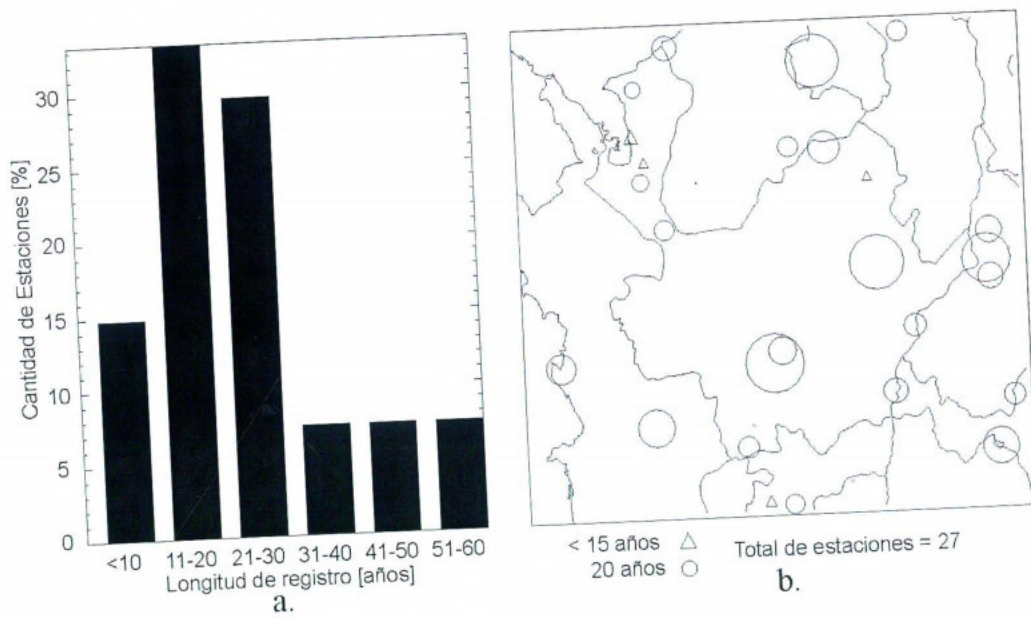 Cantidad de Estaciones [%]
30
25
20
15
10
5
0
<10 11-20 21-30 31-40 41-50 51-60
Longitud de registro [años]
a.
< 15 años
20 años
Total de estaciones = 27
b.